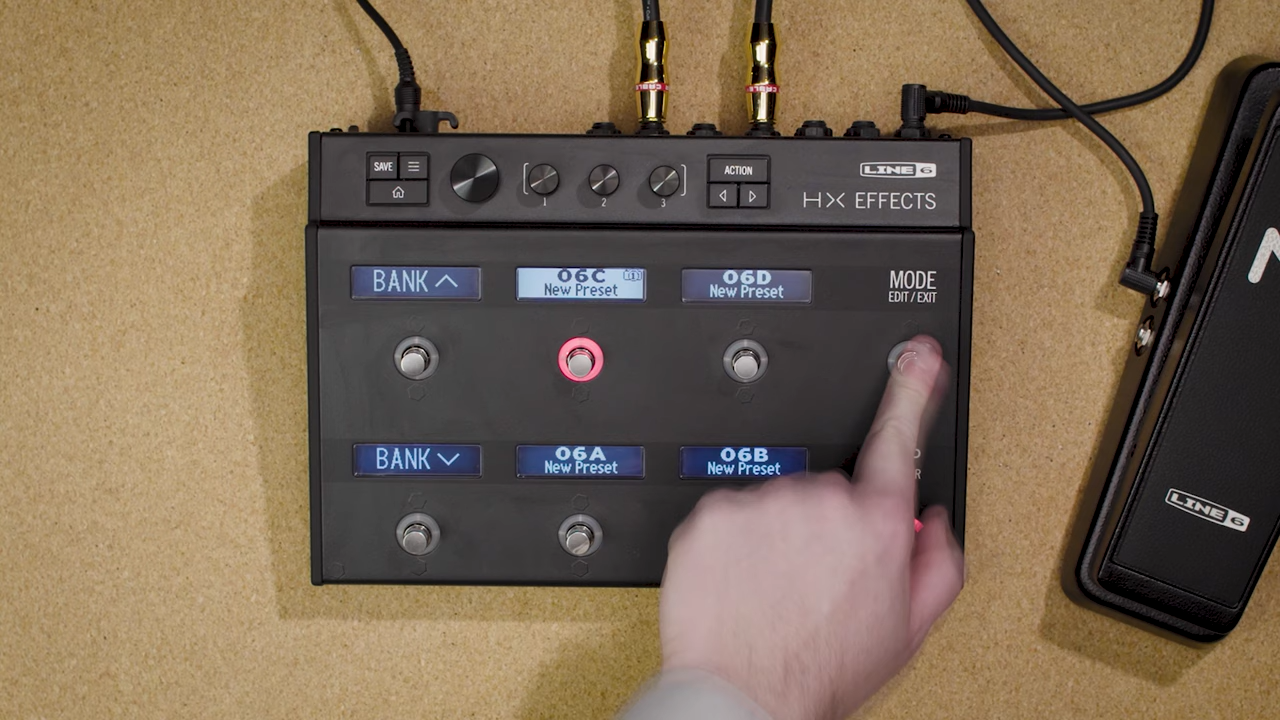 SAVE
ACTION
LINE 6
1
2
3
HX EFFECTS
BANK
06C
New Preset
06D
New Preset
MODE
EDIT / EXIT
BANK
06A
New Preset
06B
New Preset
LINE 6